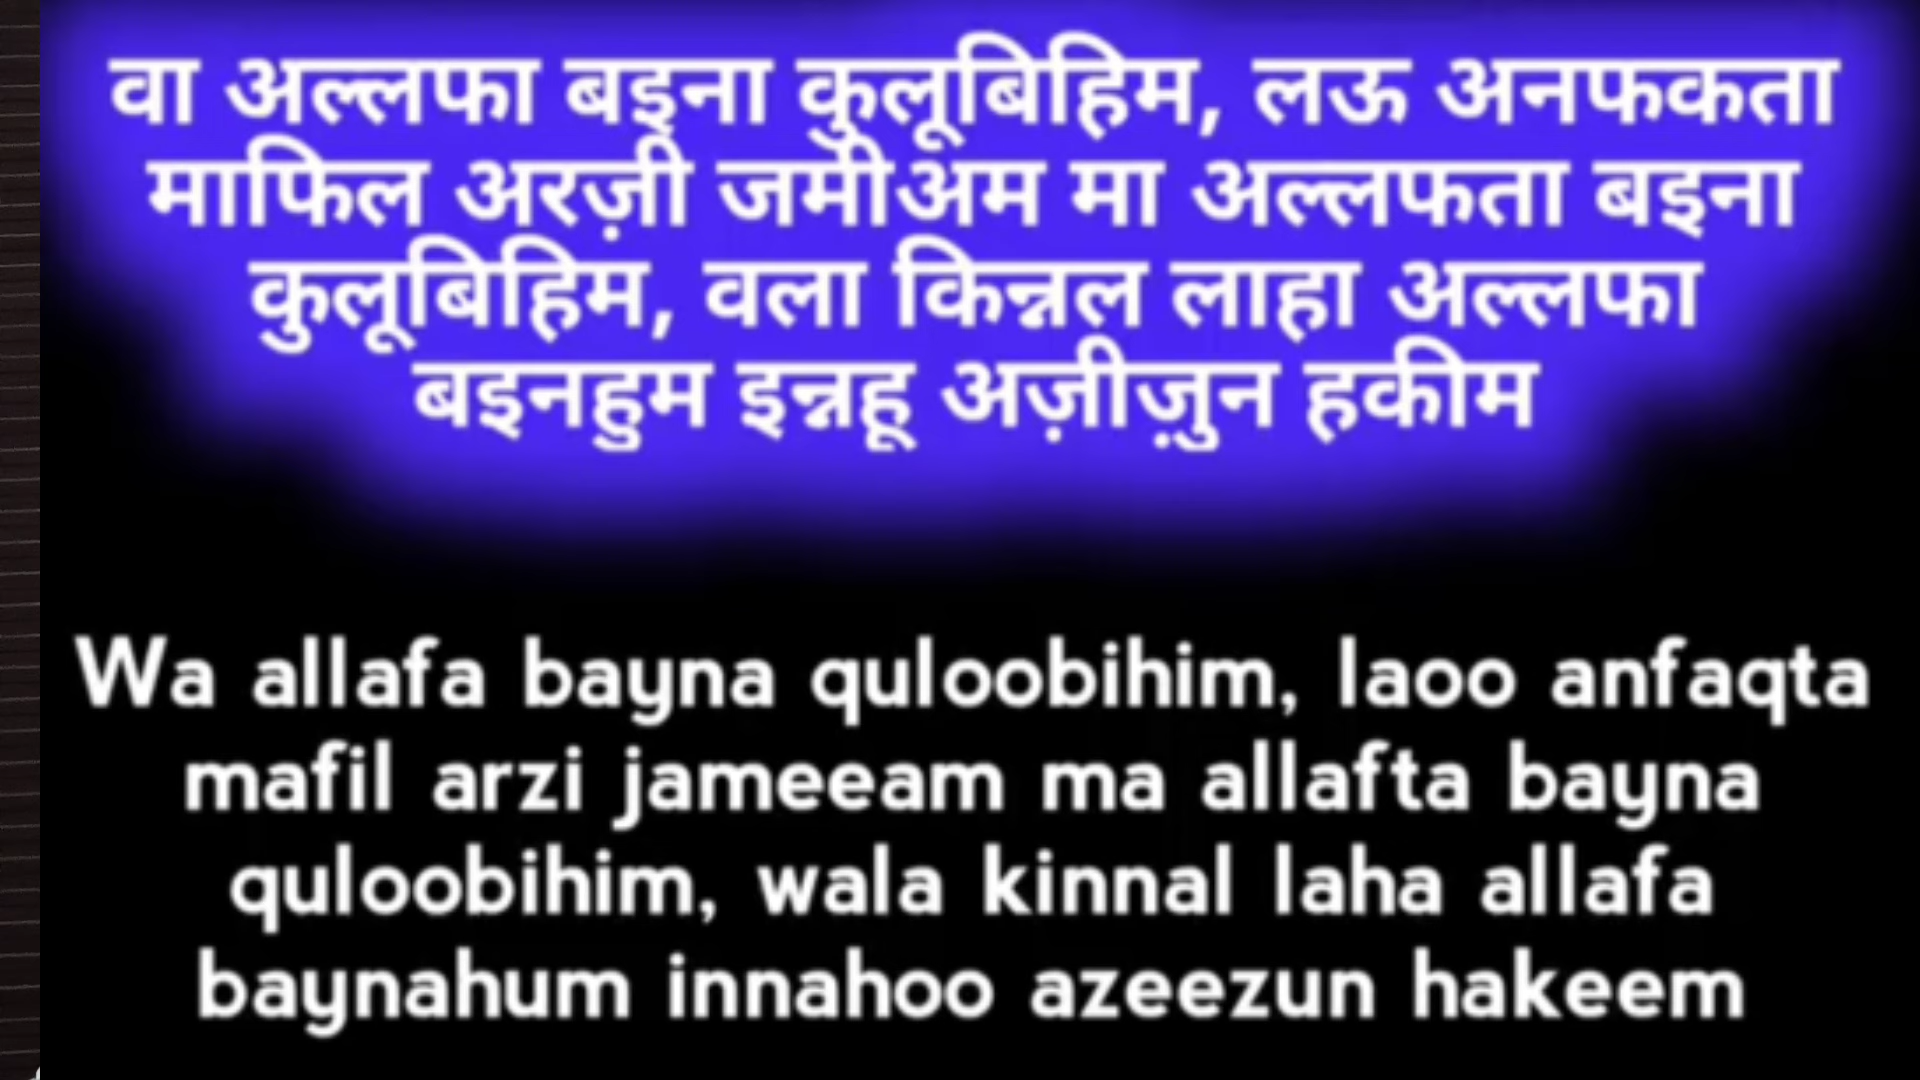 वा अल्लफा बइना कुलूबिहिम, लऊ अनफकता
माफिल अरज़ी जमीअम मा अल्लफता बइना
कुलूबिहिम, वला किन्नल लाहा अल्लफा
बइनहुम इन्नहू अज़ीज़ुन हकीम
Wa allafa bayna quloobihim, laoo anfaqta
mafil arzi jameeam ma allafta bayna
quloobihim, wala kinnal laha allafa
baynahum innahoo azeezun hakeem